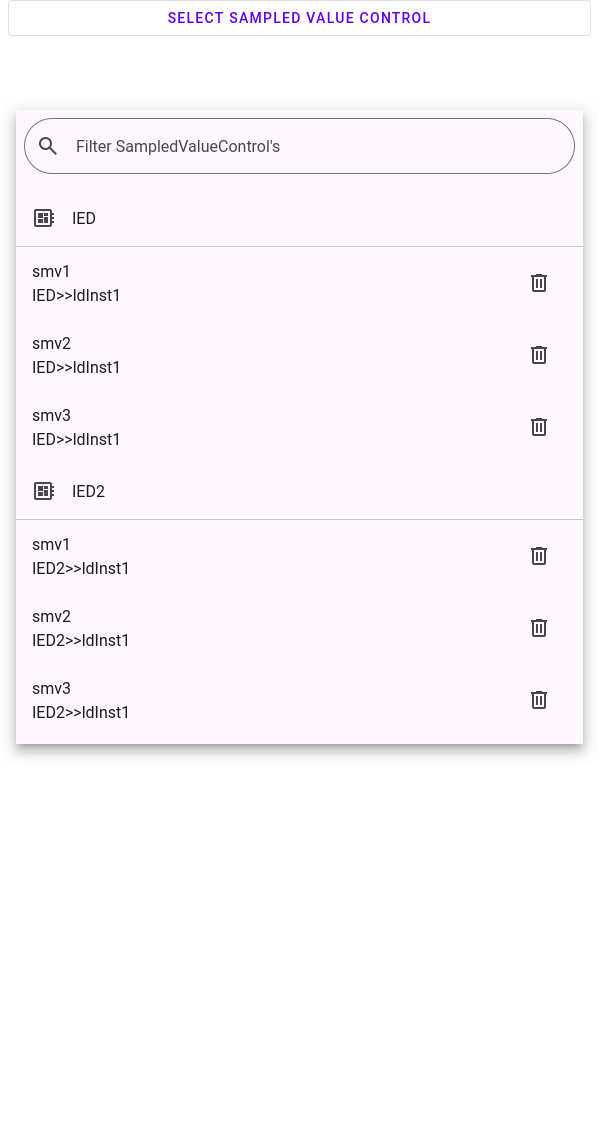 SELECT SAMPLED VALUE CONTROL
Filter SampledValueControl's
IED
smv1
IED>>ldInst1
smv2
IED>>ldInst1
smv3
IED>>ldInst1
IED2
smv1
IED2>>ldInst1
smv2
IED2>>ldInst1
smv3
IED2>>ldInst1